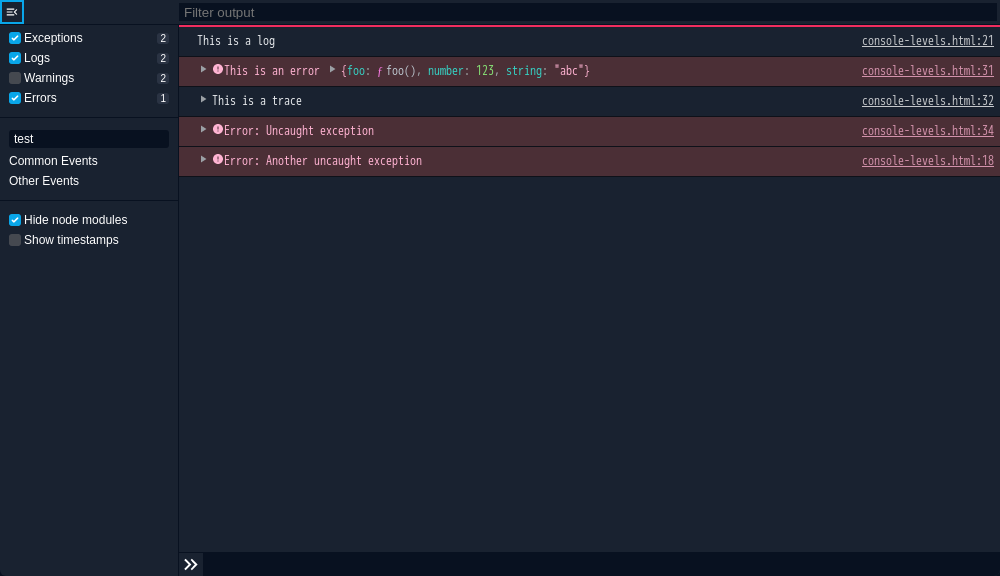 Filter output
Exceptions 2
Logs 2
Warnings 2
Errors 1
test
Common Events
Other Events
Hide node modules
Show timestamps
This is a log console-levels.html:21
This is an error {foo: ƒ foo(), number: 123, string: "abc"} console-levels.html:31
This is a trace console-levels.html:32
Error: Uncaught exception console-levels.html:34
Error: Another uncaught exception console-levels.html:18